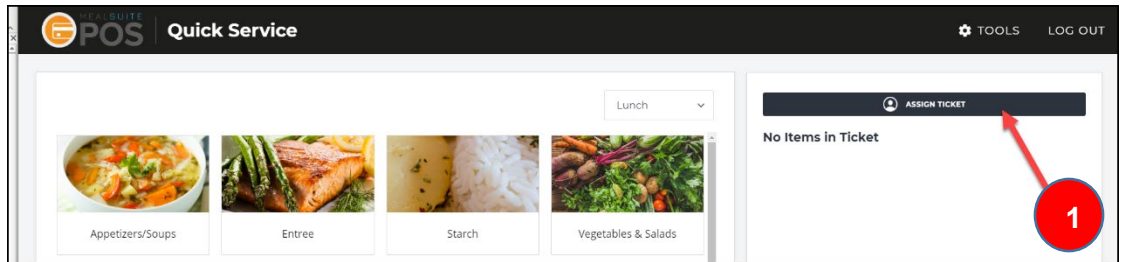 MEALSUITE
POS
Quick Service
TOOLS
LOG OUT
Lunch
ASSIGN TICKET
No Items in Ticket
1
Appetizers/Soups
Entree
Starch
Vegetables & Salads